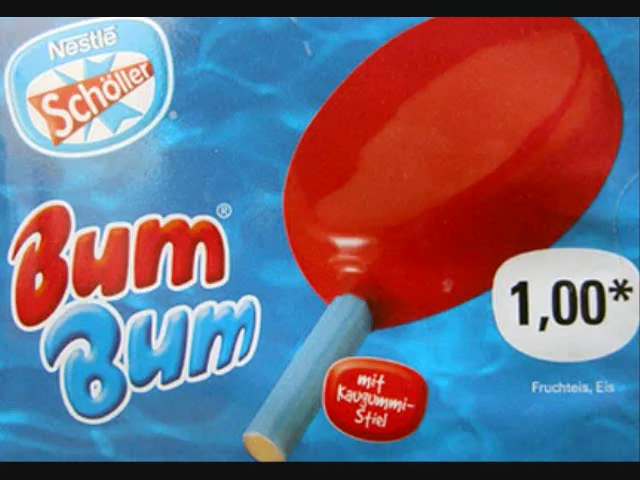 Nestlé
Schöller
®
Bum®
Bum
1,00*
Fruchteis, Eis
mit
Kaugummi-
Stiel